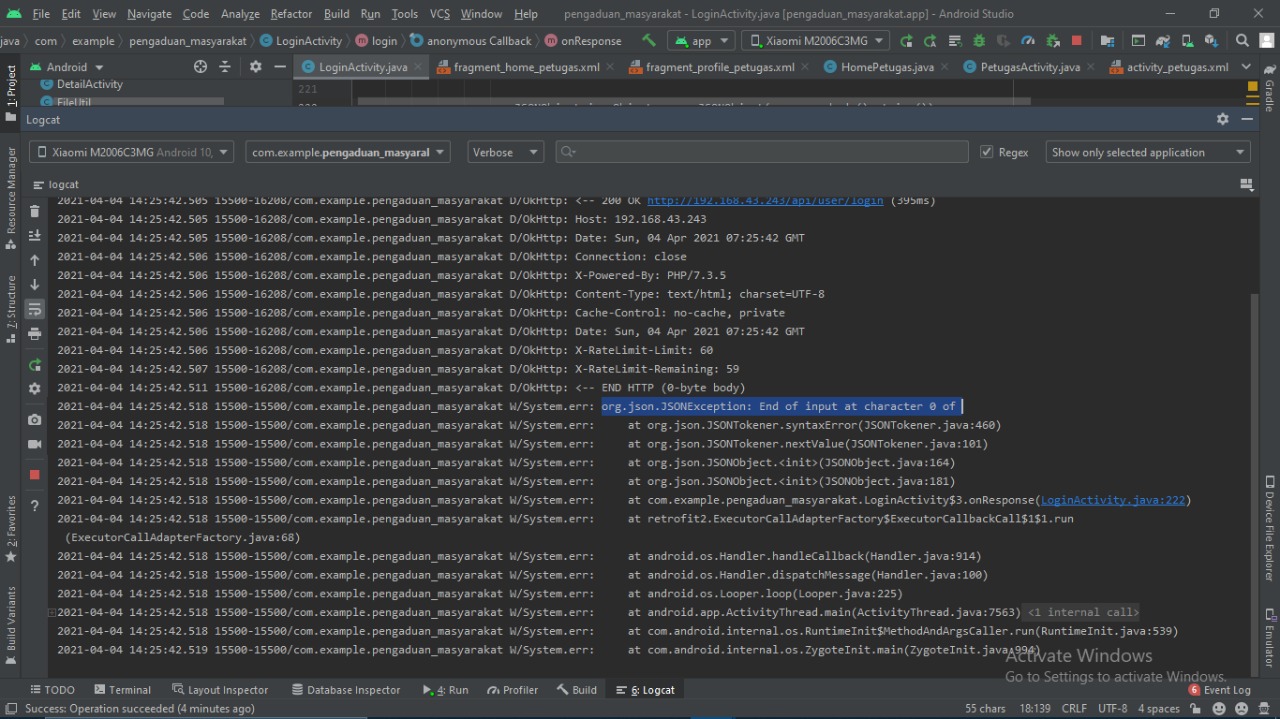 File Edit View Navigate Code Analyze Refactor Build Run Tools VCS Window Help pengaduan_masyarakat - LoginActivity.java [pengaduan_masyarakat.app] - Android Studio
java com example pengaduan_masyarakat LoginActivity login anonymous Callback onResponse app Xiaomi M2006C3MG
Android LoginActivity.java fragment_home_petugas.xml fragment_profile_petugas.xml HomePetugas.java PetugasActivity.java activity_petugas.xml
DetailActivity 221
FileUtil
Logcat
Xiaomi M2006C3MG Android 10, com.example.pengaduan_masyaral Verbose Regex Show only selected application
logcat
2021-04-04 14:25:42.505 15500-16208/com.example.pengaduan_masyarakat D/OkHttp: <-- 200 OK http://192.168.43.243/api/user/login (395ms)
2021-04-04 14:25:42.505 15500-16208/com.example.pengaduan_masyarakat D/OkHttp: Host: 192.168.43.243
2021-04-04 14:25:42.505 15500-16208/com.example.pengaduan_masyarakat D/OkHttp: Date: Sun, 04 Apr 2021 07:25:42 GMT
2021-04-04 14:25:42.506 15500-16208/com.example.pengaduan_masyarakat D/OkHttp: Connection: close
2021-04-04 14:25:42.506 15500-16208/com.example.pengaduan_masyarakat D/OkHttp: X-Powered-By: PHP/7.3.5
2021-04-04 14:25:42.506 15500-16208/com.example.pengaduan_masyarakat D/OkHttp: Content-Type: text/html; charset=UTF-8
2021-04-04 14:25:42.506 15500-16208/com.example.pengaduan_masyarakat D/OkHttp: Cache-Control: no-cache, private
2021-04-04 14:25:42.506 15500-16208/com.example.pengaduan_masyarakat D/OkHttp: Date: Sun, 04 Apr 2021 07:25:42 GMT
2021-04-04 14:25:42.506 15500-16208/com.example.pengaduan_masyarakat D/OkHttp: X-RateLimit-Limit: 60
2021-04-04 14:25:42.507 15500-16208/com.example.pengaduan_masyarakat D/OkHttp: X-RateLimit-Remaining: 59
2021-04-04 14:25:42.511 15500-16208/com.example.pengaduan_masyarakat D/OkHttp: <-- END HTTP (0-byte body)
2021-04-04 14:25:42.518 15500-15500/com.example.pengaduan_masyarakat W/System.err: org.json.JSONException: End of input at character 0 of
2021-04-04 14:25:42.518 15500-15500/com.example.pengaduan_masyarakat W/System.err: at org.json.JSONTokener.syntaxError(JSONTokener.java:460)
2021-04-04 14:25:42.518 15500-15500/com.example.pengaduan_masyarakat W/System.err: at org.json.JSONTokener.nextValue(JSONTokener.java:101)
2021-04-04 14:25:42.518 15500-15500/com.example.pengaduan_masyarakat W/System.err: at org.json.JSONObject.<init>(JSONObject.java:164)
2021-04-04 14:25:42.518 15500-15500/com.example.pengaduan_masyarakat W/System.err: at org.json.JSONObject.<init>(JSONObject.java:181)
2021-04-04 14:25:42.518 15500-15500/com.example.pengaduan_masyarakat W/System.err: at com.example.pengaduan_masyarakat.LoginActivity$3.onResponse(LoginActivity.java:222)
2021-04-04 14:25:42.518 15500-15500/com.example.pengaduan_masyarakat W/System.err: at retrofit2.ExecutorCallAdapterFactory$ExecutorCallbackCall$1$1.run
(ExecutorCallAdapterFactory.java:68)
2021-04-04 14:25:42.518 15500-15500/com.example.pengaduan_masyarakat W/System.err: at android.os.Handler.handleCallback(Handler.java:914)
2021-04-04 14:25:42.518 15500-15500/com.example.pengaduan_masyarakat W/System.err: at android.os.Handler.dispatchMessage(Handler.java:100)
2021-04-04 14:25:42.518 15500-15500/com.example.pengaduan_masyarakat W/System.err: at android.os.Looper.loop(Looper.java:225)
2021-04-04 14:25:42.518 15500-15500/com.example.pengaduan_masyarakat W/System.err: at android.app.ActivityThread.main(ActivityThread.java:7563) <1 internal call>
2021-04-04 14:25:42.518 15500-15500/com.example.pengaduan_masyarakat W/System.err: at com.android.internal.os.RuntimeInit$MethodAndArgsCaller.run(RuntimeInit.java:539)
2021-04-04 14:25:42.519 15500-15500/com.example.pengaduan_masyarakat W/System.err: at com.android.internal.os.ZygoteInit.main(ZygoteInit.java:994)
Activate Windows
Go to Settings to activate Windows.
TODO Terminal Layout Inspector Database Inspector 4: Run Profiler Build 6: Logcat 6 Event Log
Success: Operation succeeded (4 minutes ago) 55 chars 18:139 CRLF UTF-8 4 spaces
1: Project
Resource Manager
7: Structure
2: Favorites
Build Variants
Gradle
Device File Explorer
Emulator